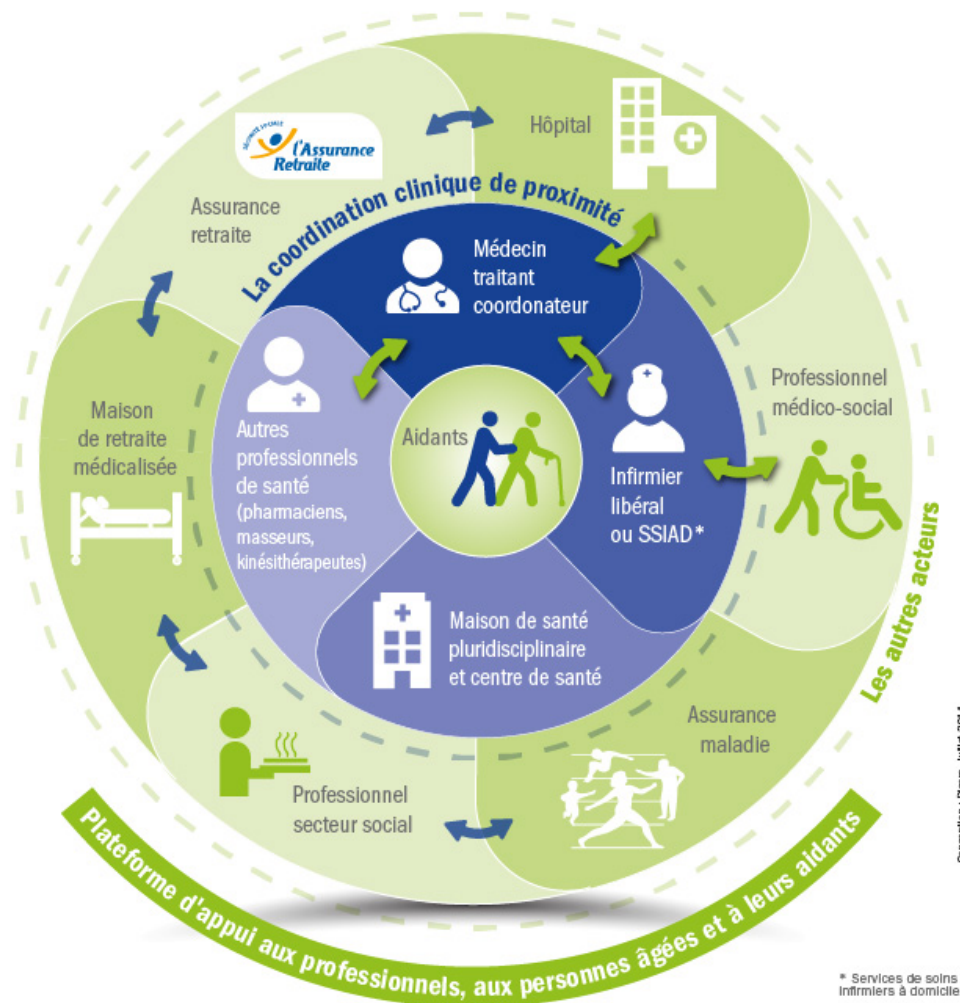 Hôpital
SÉCURITÉ SOCIALE
l'Assurance
Retraite
Assurance
retraite
La coordination clinique de proximité
Médecin
traitant
coordonateur
Professionnel
médico-social
Maison
de retraite
médicalisée
Autres
professionnels
de santé
(pharmaciens,
masseurs,
kinésithérapeutes)
Aidants
Infirmier
libéral
ou SSIAD*
Les autres acteurs
Maison de santé
pluridisciplinaire
et centre de santé
Assurance
maladie
Professionnel
secteur social
Plateforme d'appui aux professionnels, aux personnes âgées et à leurs aidants
* Services de soins
infirmiers à domicile